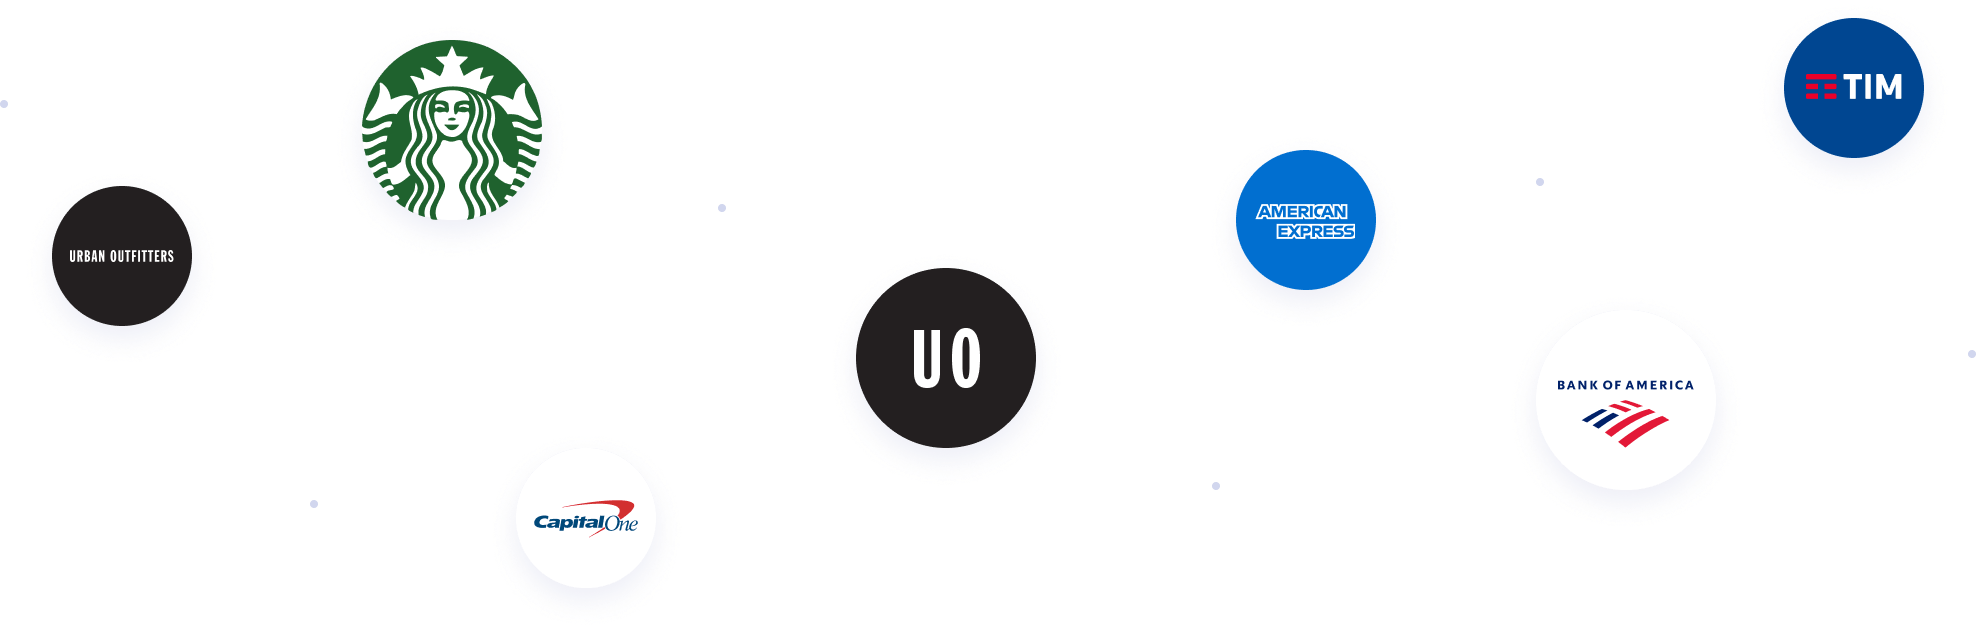 TIM
AMERICAN
EXPRESS
URBAN OUTFITTERS
UO
BANK OF AMERICA
CapitalOne